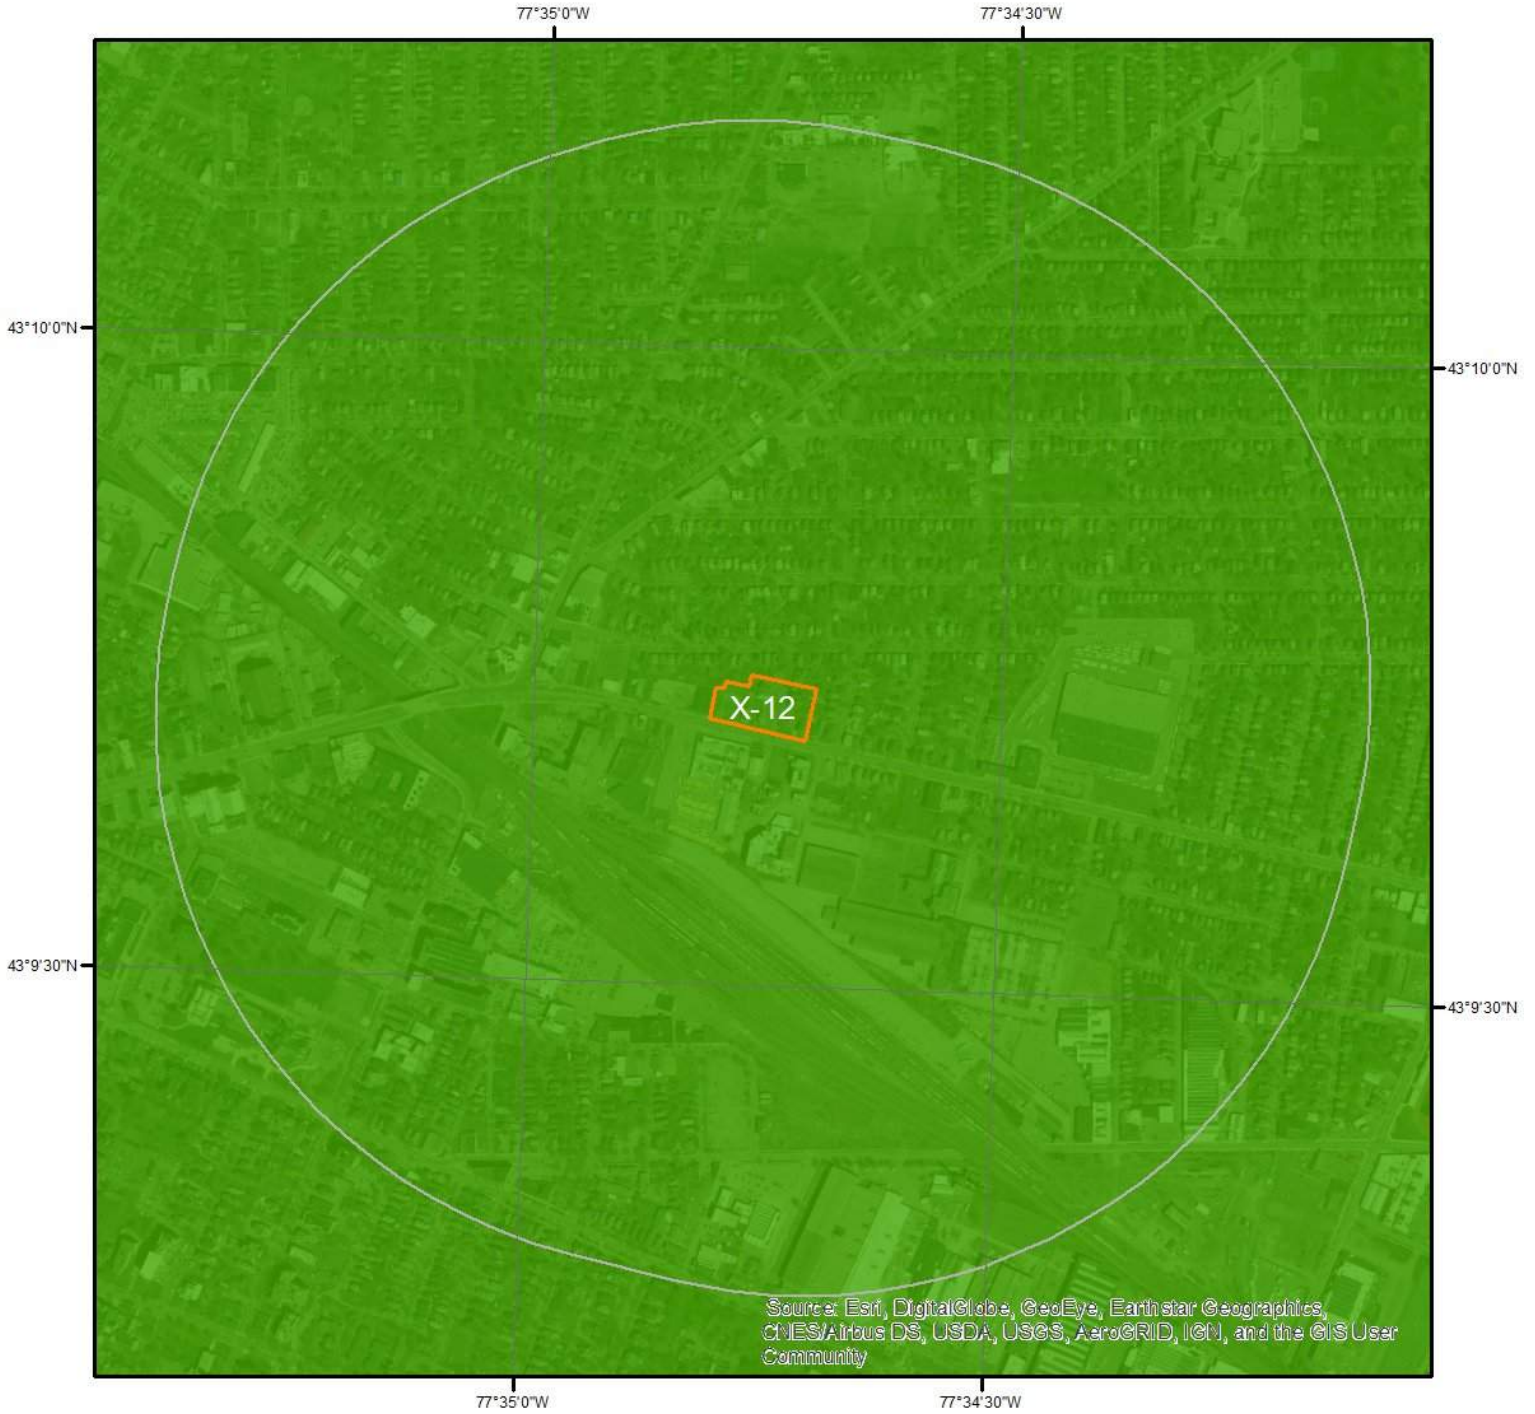 77°35'0"W
77°34'30"W
43°10'0"N
43°10'0"N
X-12
43°9'30"N
43°9'30"N
Source: Esri, DigitalGlobe, GeoEye, Earthstar Geographics,
CNES/Airbus DS, USDA, USGS, AeroGRID, IGN, and the GIS User
Community
77°35'0"W
77°34'30"W